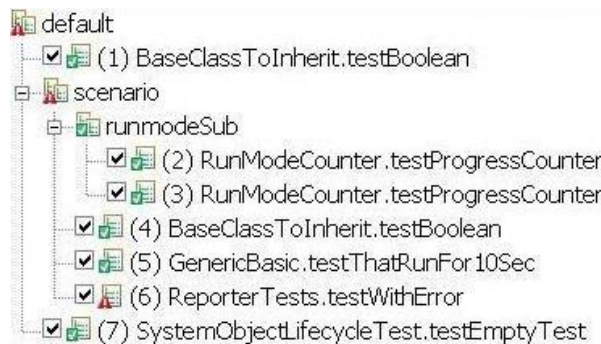 default
(1) BaseClassToInherit.testBoolean
scenario
runmodeSub
(2) RunModeCounter.testProgressCounter
(3) RunModeCounter.testProgressCounter
(4) BaseClassToInherit.testBoolean
(5) GenericBasic.testThatRunFor10Sec
(6) ReporterTests.testWithError
(7) SystemObjectLifecycleTest.testEmptyTest